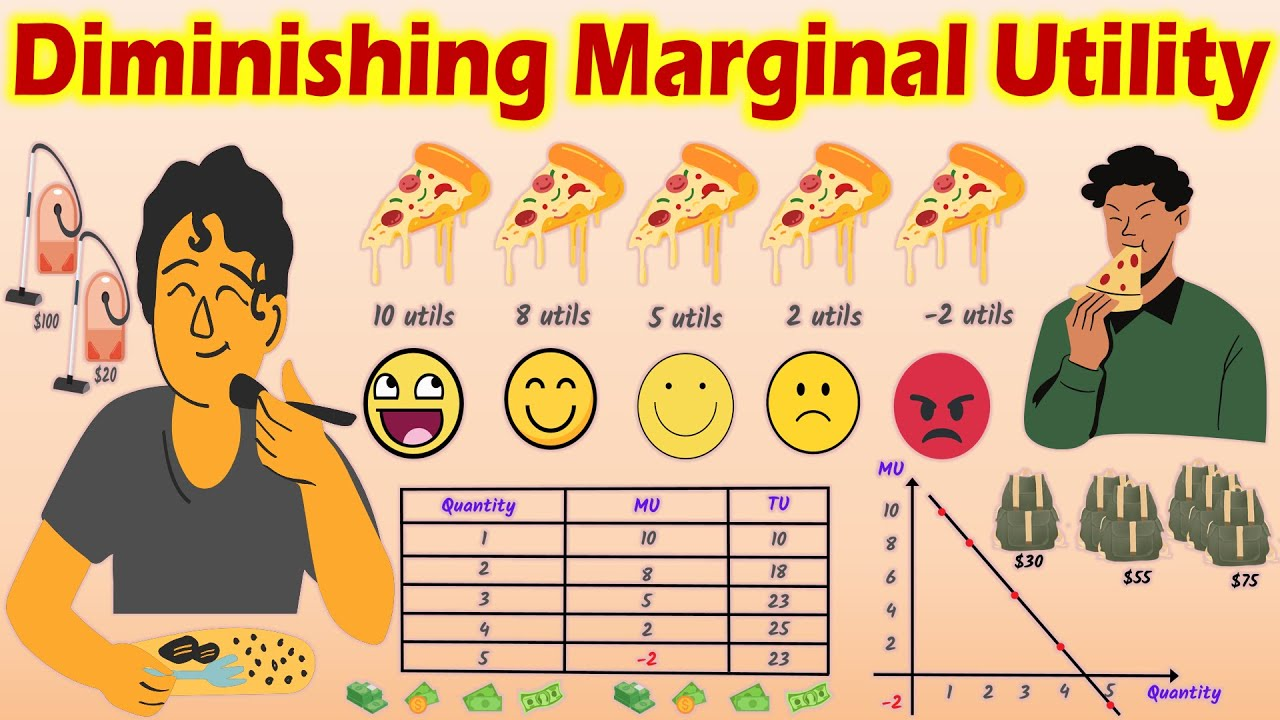 Diminishing Marginal Utility
$100
$20
10 utils 8 utils 5 utils 2 utils -2 utils
Quantity MU TU
1 10 10
2 8 18
3 5 23
4 2 25
5 -2 23
MU
10
8
6
4
2
-2
1 2 3 4 5 Quantity
$30
$55
$75